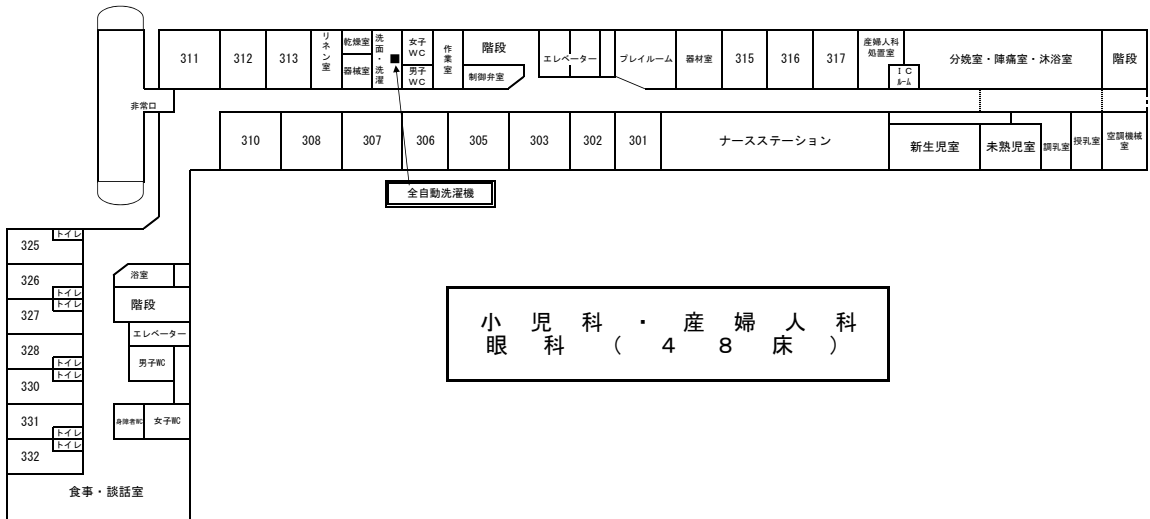 311
312
313
リネン室
乾燥室
器械室
洗面・洗濯
■
女子
WC
男子
WC
作業室
階段
制御弁室
エレベーター
プレイルーム
器材室
315
316
317
産婦人科
処置室
ＩＣ
ルーム
分娩室・陣痛室・沐浴室
階段
非常口
310
308
307
306
305
303
302
301
ナースステーション
新生児室
未熟児室
調乳室
授乳室
空調機械
室
全自動洗濯機
325
トイレ
326
トイレ
327
トイレ
328
トイレ
330
トイレ
331
トイレ
332
トイレ
浴室
階段
エレベーター
男子WC
身障者WC
女子WC
食事・談話室
小児科・産婦人科
眼科（４８床）